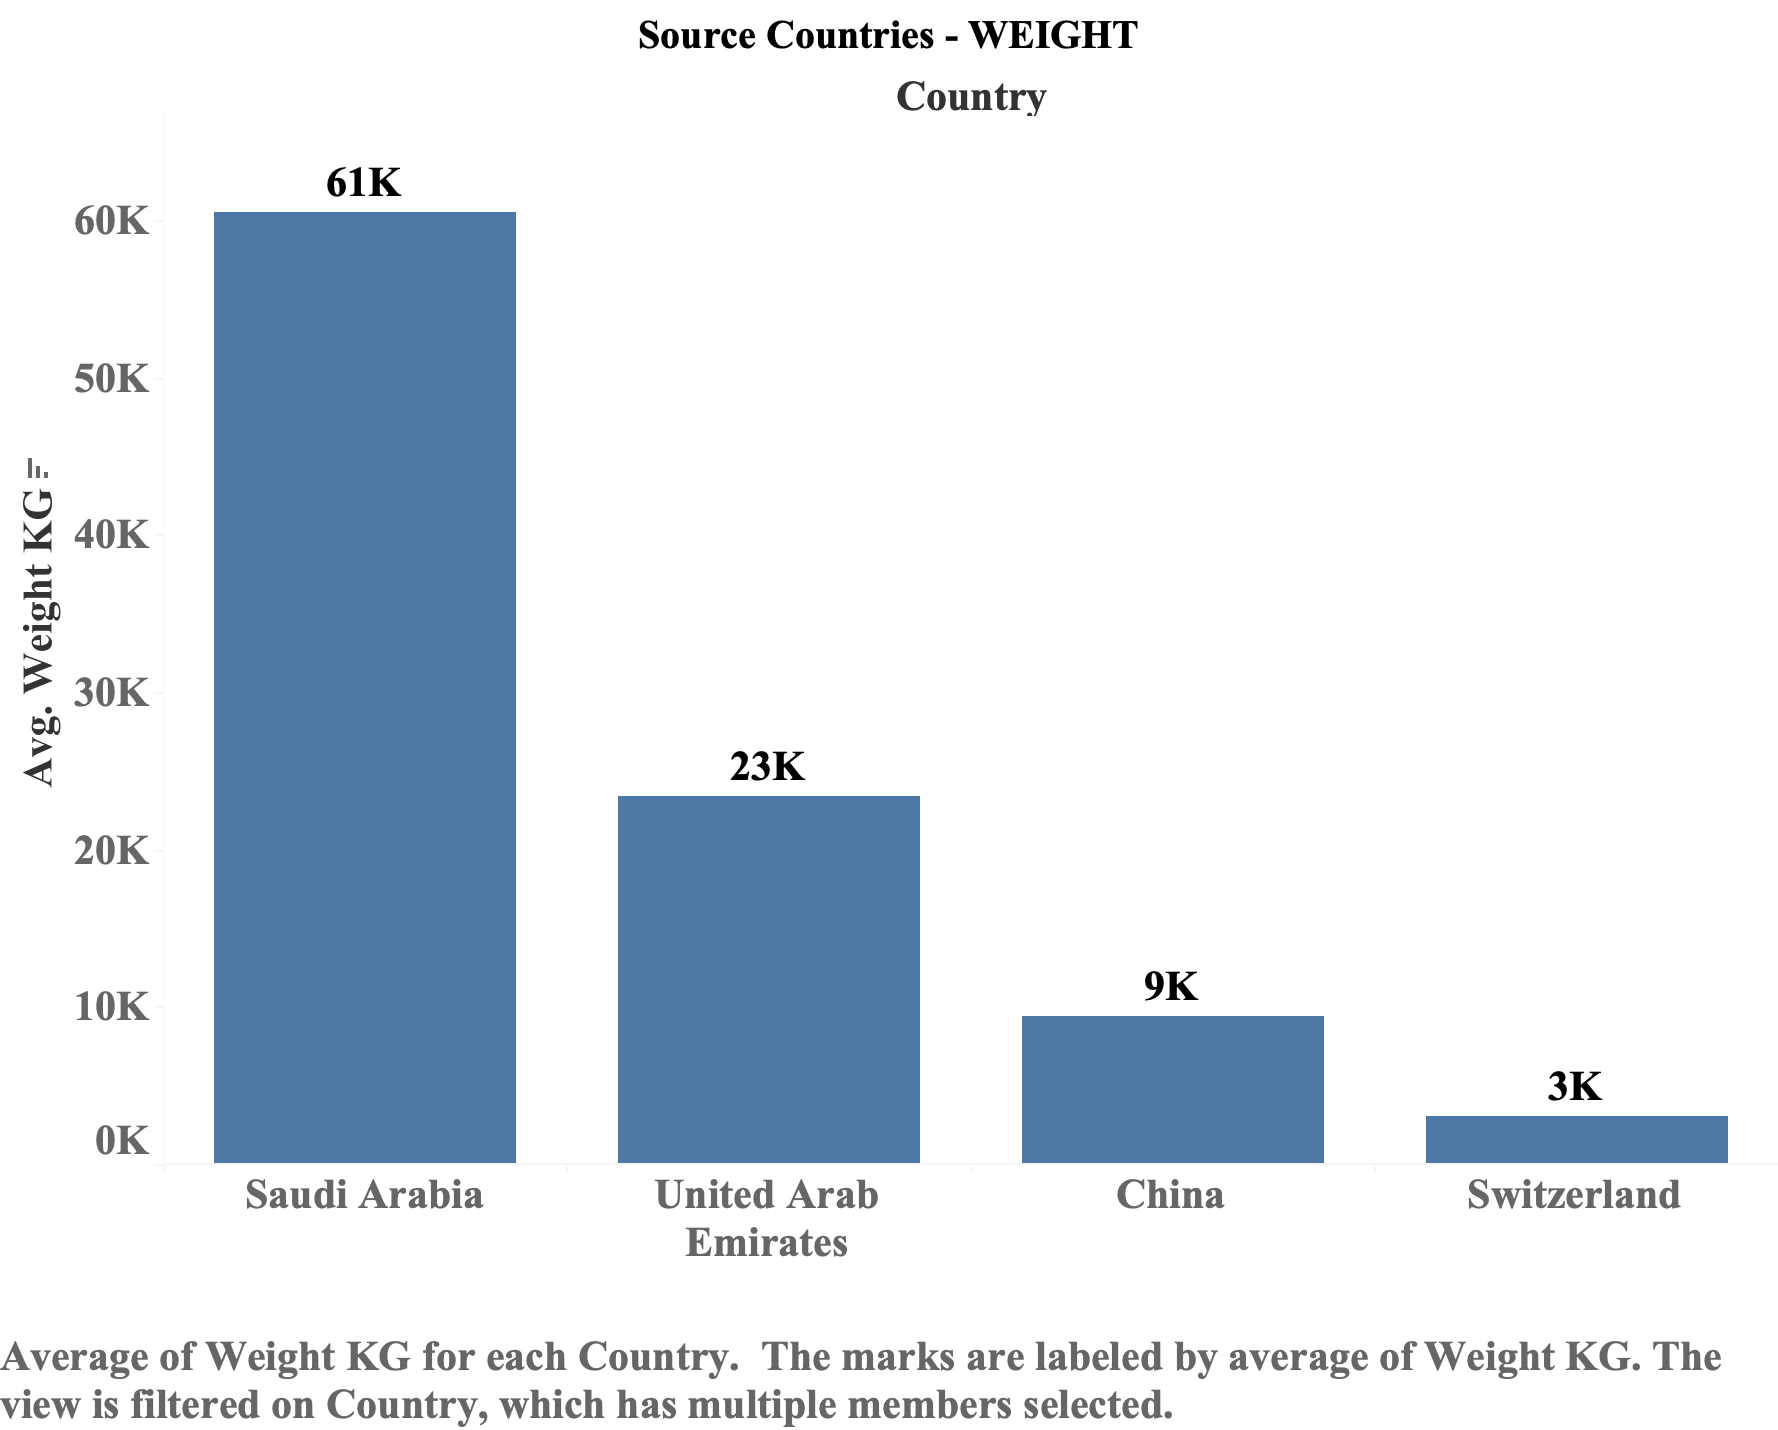 Source Countries - WEIGHT
Country
61K
60K
50K
Avg. Weight KG
40K
30K
23K
20K
9K
10K
3K
0K
Saudi Arabia
United Arab
Emirates
China
Switzerland
Average of Weight KG for each Country.  The marks are labeled by average of Weight KG. The
view is filtered on Country, which has multiple members selected.